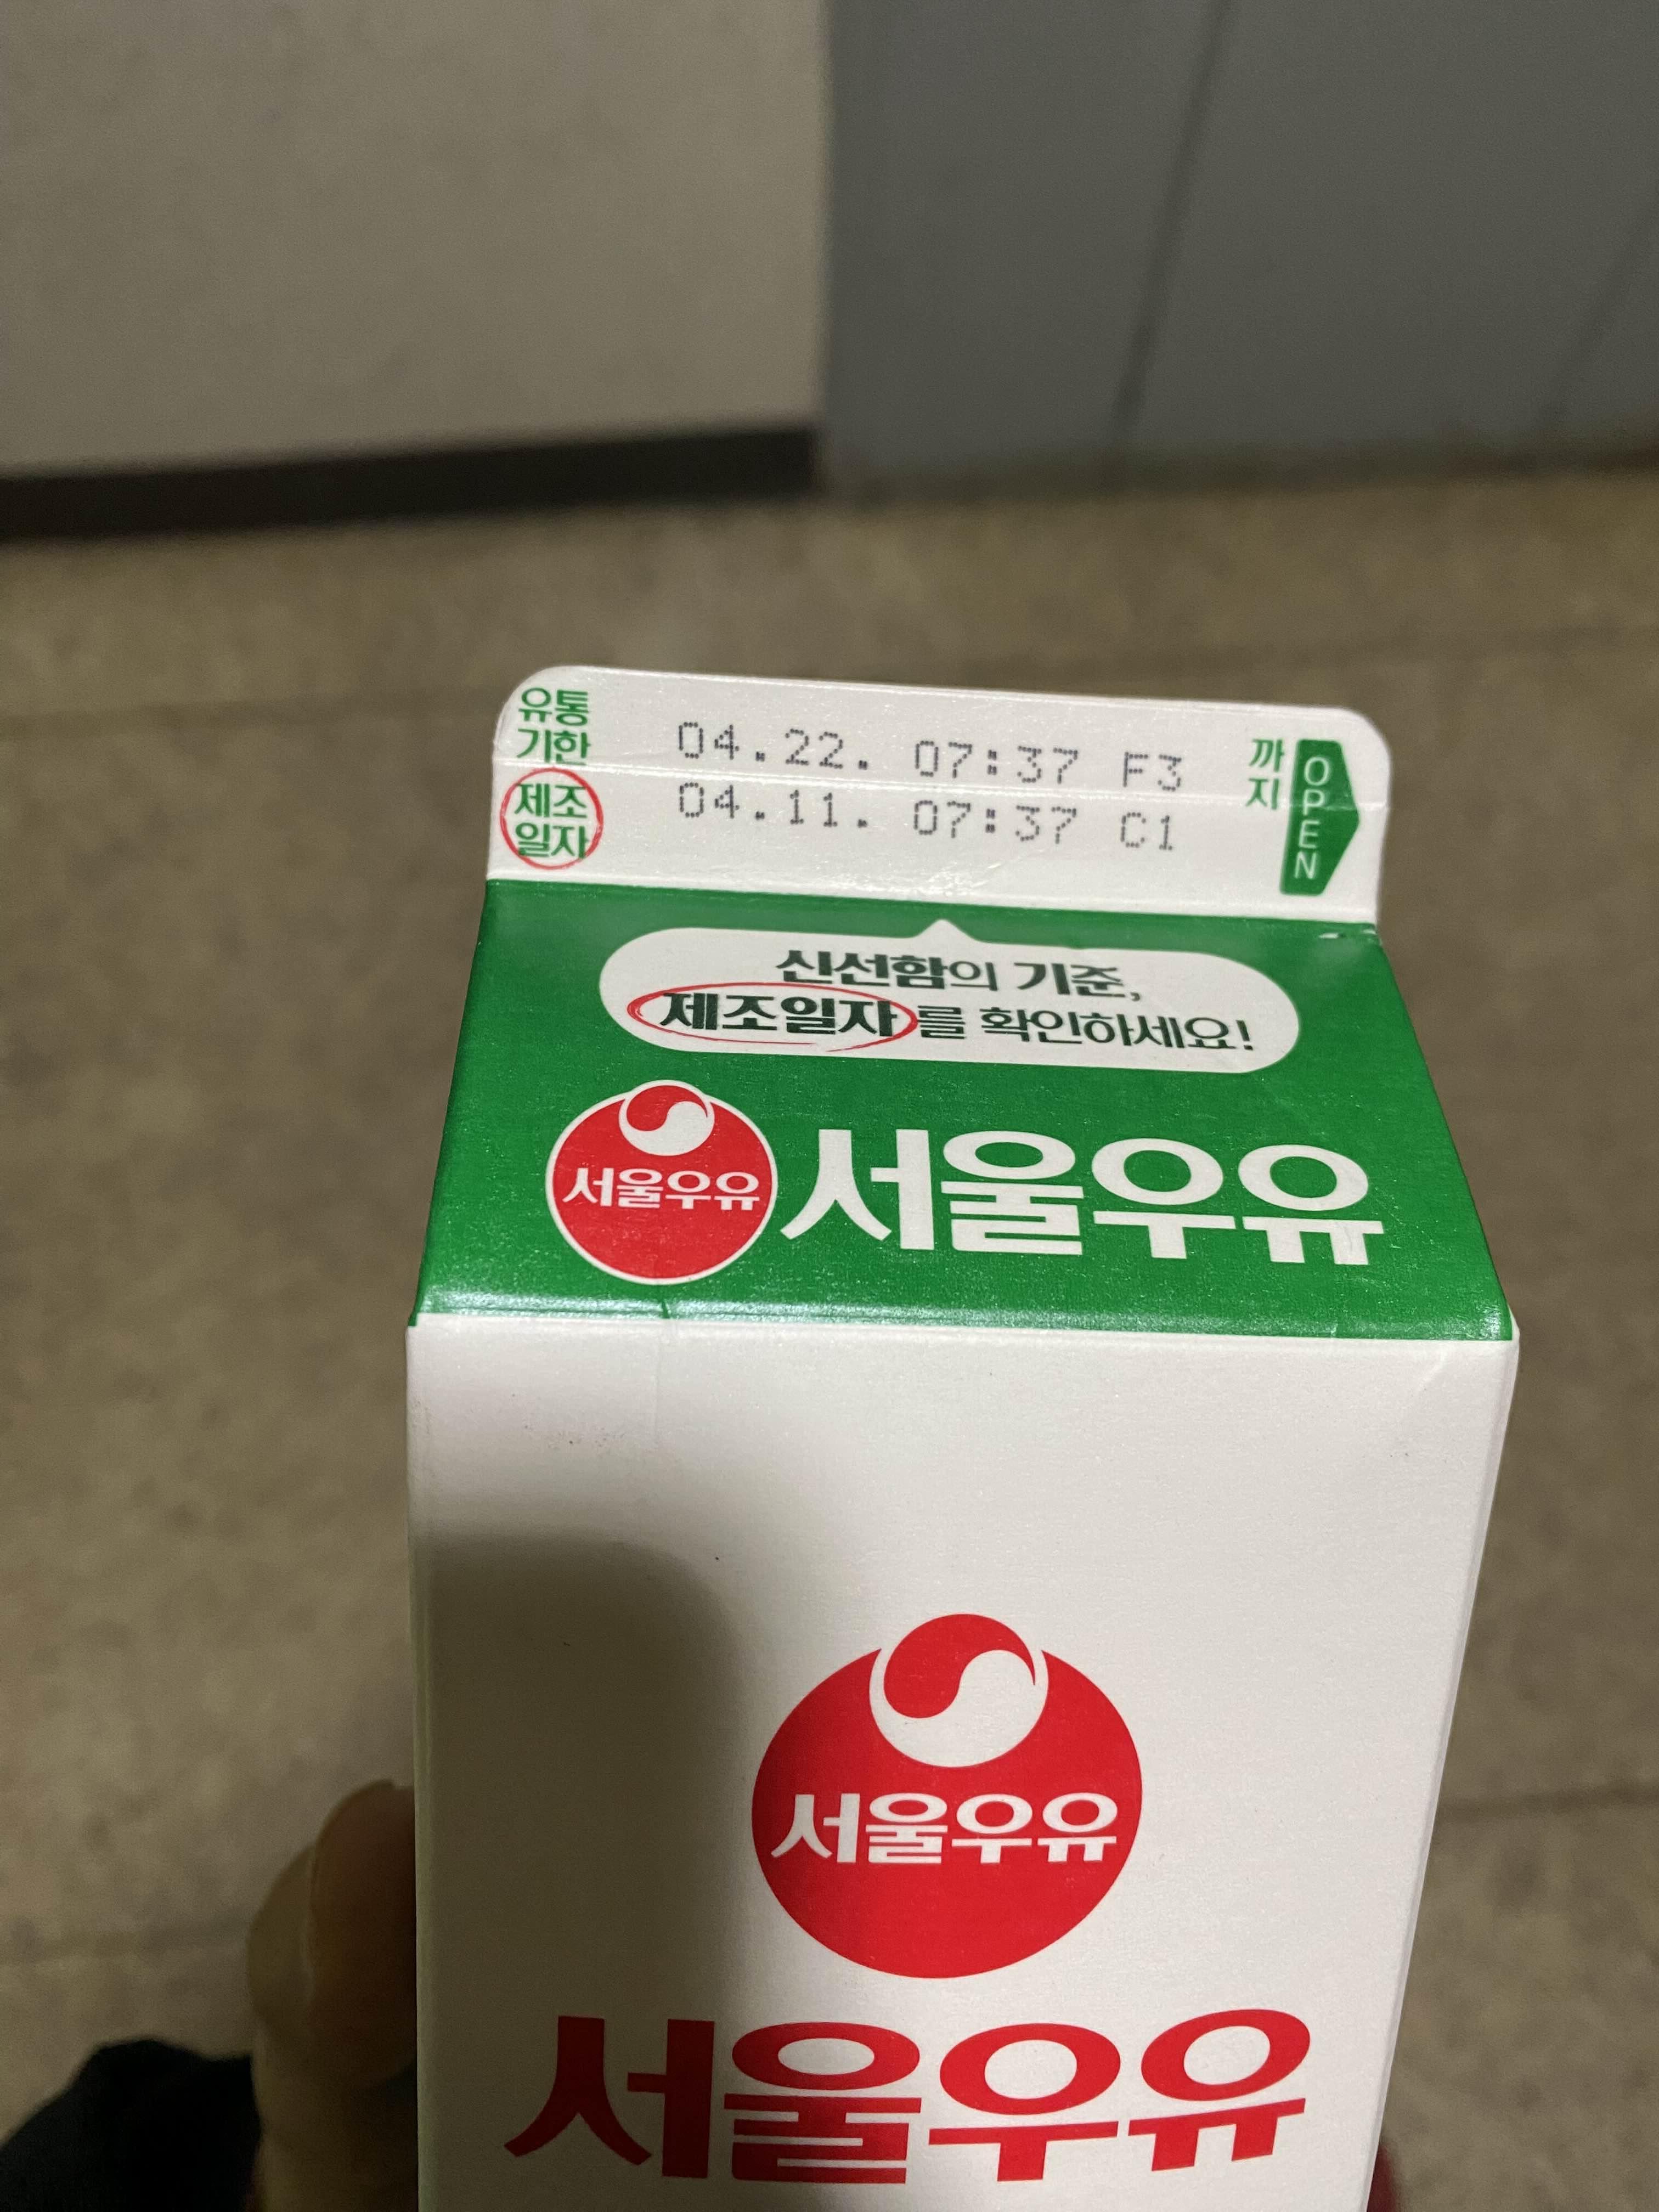 유통
기한
04.22. 07:37 F3
까
지
OPEN
제조
일자
04.11. 07:37 C1
신선함의 기준,
제조일자를 확인하세요!
서울우유
서울우유
서울우유
서울우유